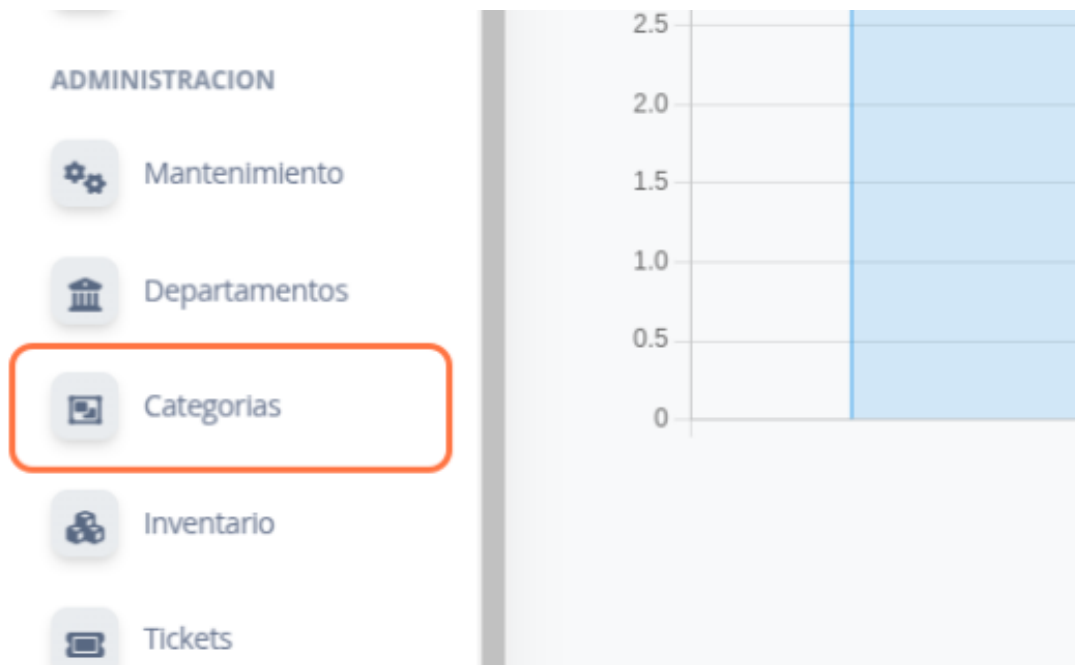 ADMINISTRACION
Mantenimiento
Departamentos
Categorias
Inventario
Tickets
2.5
2.0
1.5
1.0
0.5
0